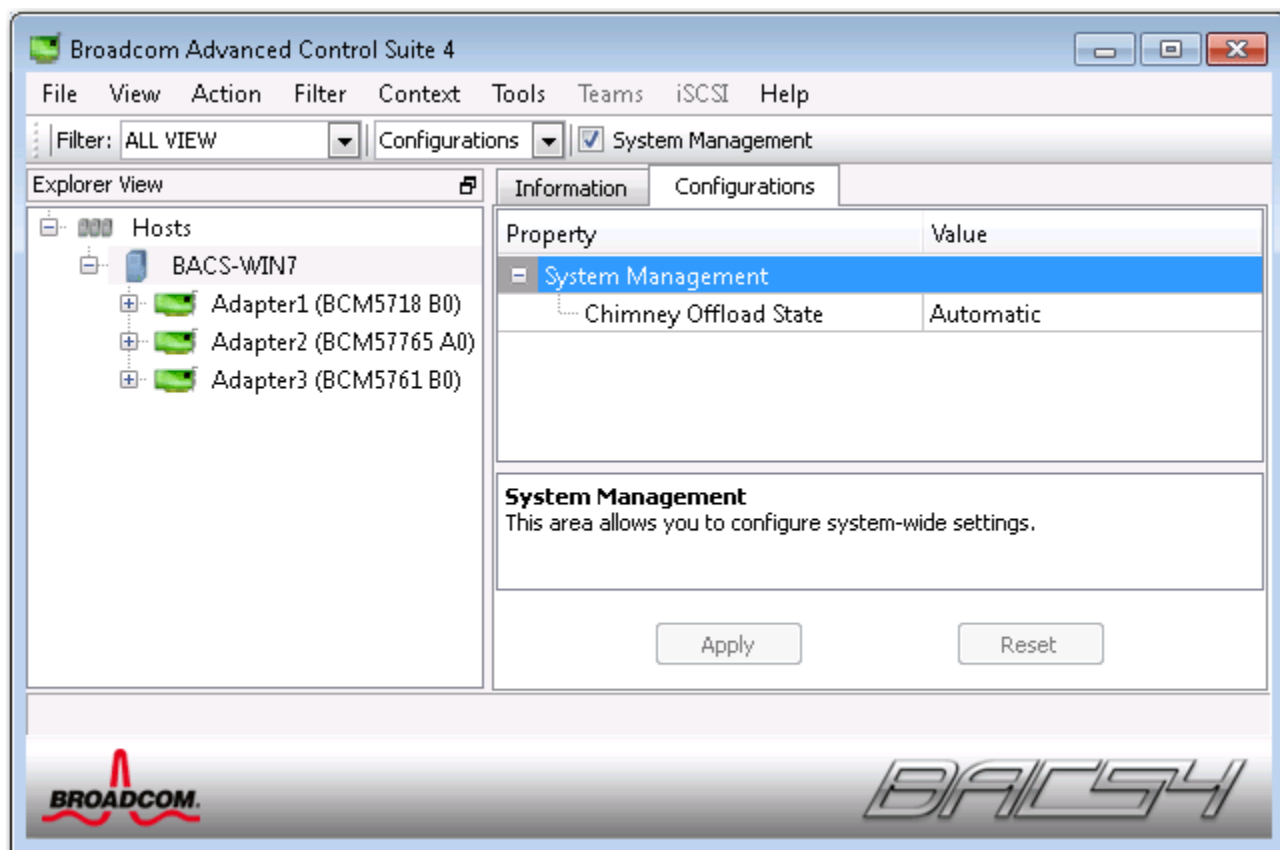 Broadcom Advanced Control Suite 4
File View Action Filter Context Tools Teams iSCSI Help
Filter: ALL VIEW Configurations System Management
Explorer View
Information Configurations
Hosts
BACS-WIN7
Adapter1 (BCM5718 B0)
Adapter2 (BCM57765 A0)
Adapter3 (BCM5761 B0)
Property Value
System Management
Chimney Offload State Automatic
System Management
This area allows you to configure system-wide settings.
Apply Reset
BROADCOM.
BACS4